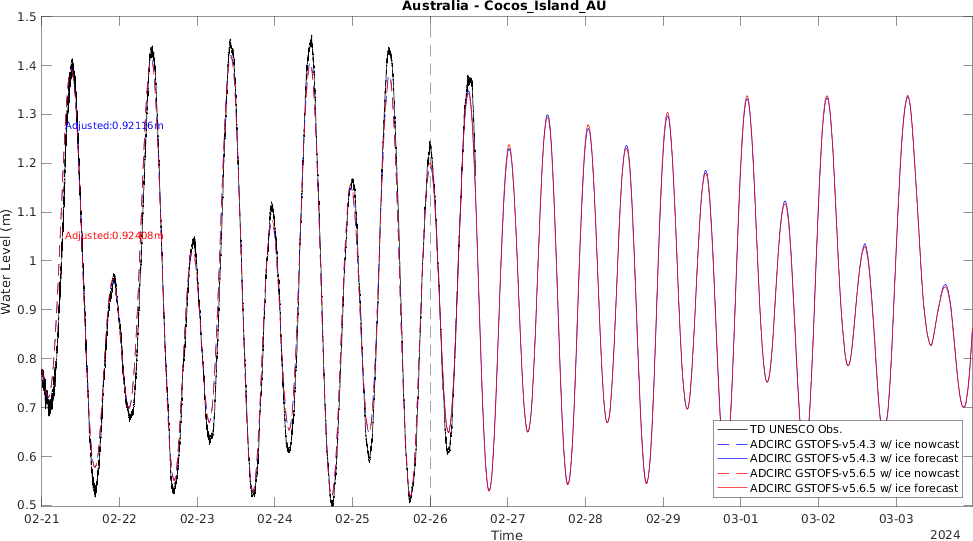 Australia - Cocos_Island_AU
1.5
1.4
1.3
1.2
1.1
1
0.9
0.8
0.7
0.6
0.5
Water Level (m)
Adjusted:0.92116m
Adjusted:0.92408m
TD UNESCO Obs.
ADCIRC GSTOFS-v5.4.3 w/ ice nowcast
ADCIRC GSTOFS-v5.4.3 w/ ice forecast
ADCIRC GSTOFS-v5.6.5 w/ ice nowcast
ADCIRC GSTOFS-v5.6.5 w/ ice forecast
02-21 02-22 02-23 02-24 02-25 02-26 02-27 02-28 02-29 03-01 03-02 03-03
Time
2024